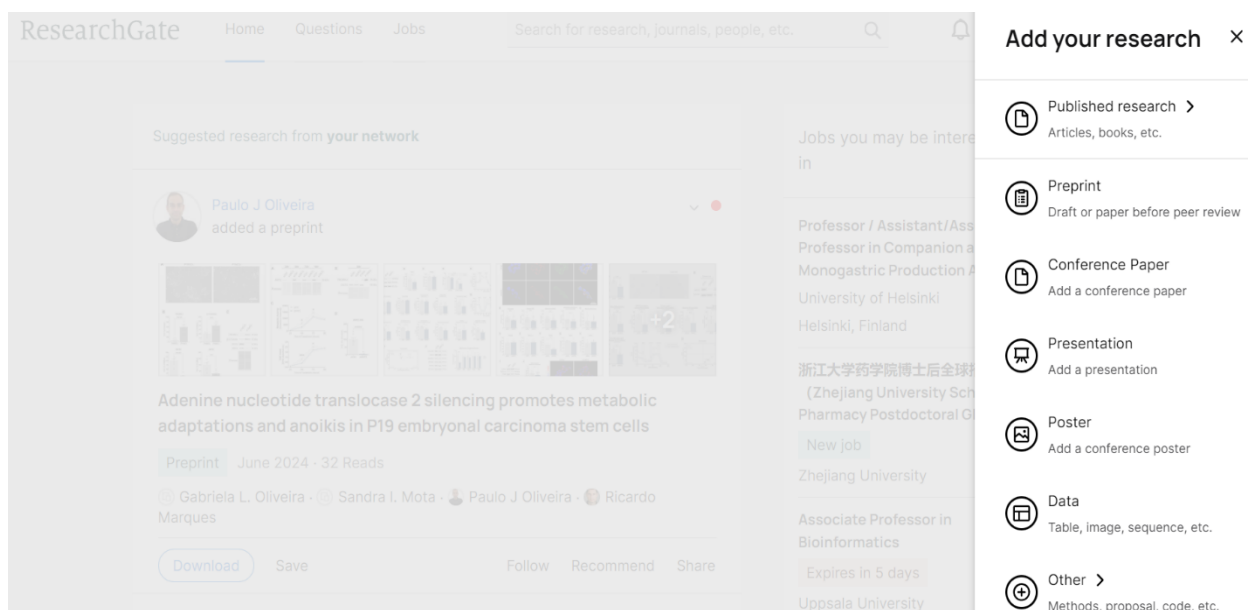 ResearchGate Home Questions Jobs Search for research, journals, people, etc.
Suggested research from your network
Paulo J Oliveira
added a preprint
+2
Adenine nucleotide translocase 2 silencing promotes metabolic
adaptations and anoikis in P19 embryonal carcinoma stem cells
Preprint June 2024 · 32 Reads
Gabriela L. Oliveira · Sandra I. Mota · Paulo J Oliveira · Ricardo
Marques
Download Save Follow Recommend Share
Jobs you may be intere
in
Professor / Assistant/Ass
Professor in Companion a
Monogastric Production A
University of Helsinki
Helsinki, Finland
浙江大学药学院博士后全球招
(Zhejiang University Sch
Pharmacy Postdoctoral Gl
New job
Zhejiang University
Associate Professor in
Bioinformatics
Expires in 5 days
Uppsala University
Add your research
Published research
Articles, books, etc.
Preprint
Draft or paper before peer review
Conference Paper
Add a conference paper
Presentation
Add a presentation
Poster
Add a conference poster
Data
Table, image, sequence, etc.
Other
Methods, proposal, code, etc.